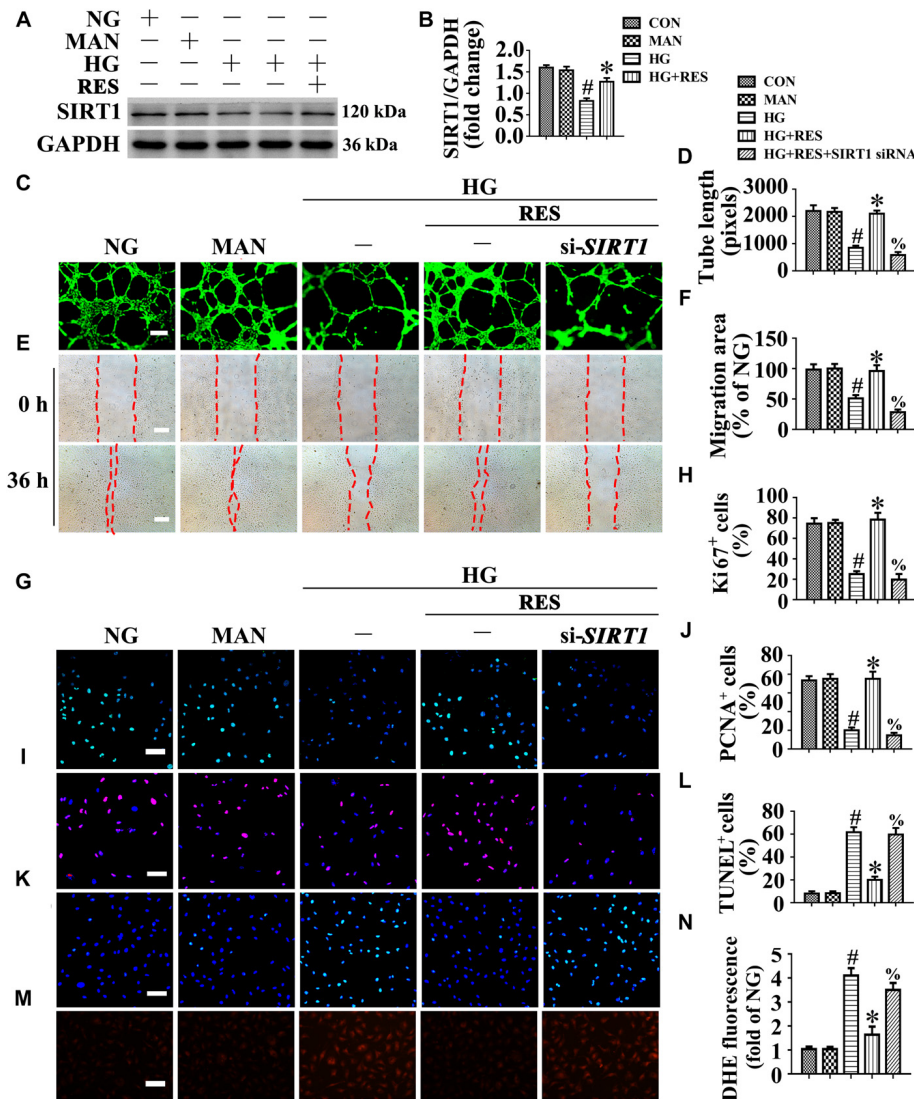 A
NG + — — — —
MAN — + — — —
HG — — + + +
RES — — — — +
SIRT1 120 kDa
GAPDH 36 kDa
B
SIRT1/GAPDH
(fold change)
2.0
1.5
1.0
0.5
0.0
# *
CON
MAN
HG
HG+RES
CON
MAN
HG
HG+RES
HG+RES+SIRT1 siRNA
C
HG
RES
NG MAN — — si-SIRT1
D
Tube length
(pixels)
3000
2000
1000
0
# * %
E
0 h
36 h
F
Migration area
(% of NG)
150
100
50
0
# * %
G
HG
RES
NG MAN — — si-SIRT1
H
Ki67+ cells
(%)
100
80
60
40
20
0
# * %
I
J
PCNA+ cells
(%)
80
60
40
20
0
# * %
K
L
TUNEL+ cells
(%)
80
60
40
20
0
# * %
M
N
DHE fluorescence
(fold of NG)
5
4
3
2
1
0
# * %